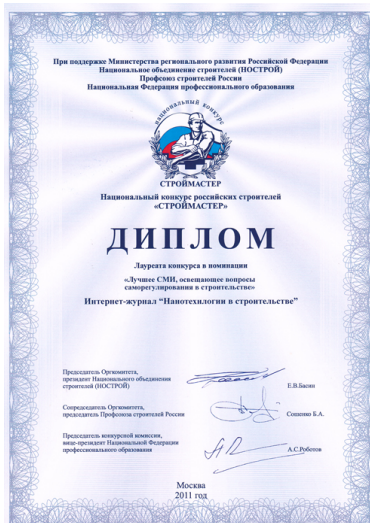 При поддержке Министерства регионального развития Российской Федерации
Национальное объединение строителей (НОСТРОЙ)
Профсоюз строителей России
Национальная Федерация профессионального образования
национальный конкурс
СТРОЙМАСТЕР
Национальный конкурс российских строителей
«СТРОЙМАСТЕР»
ДИПЛОМ
Лауреата конкурса в номинации
«Лучшее СМИ, освещающее вопросы
саморегулирования в строительстве»
Интернет-журнал “Нанотехнологии в строительстве”
Председатель Оргкомитета,
президент Национального объединения
строителей (НОСТРОЙ)
Е.В.Басин
Сопредседатель Оргкомитета,
председатель Профсоюза строителей России
Сошенко Б.А.
Председатель конкурсной комиссии,
вице-президент Национальной Федерации
профессионального образования
А.С.Роботов
Москва
2011 год